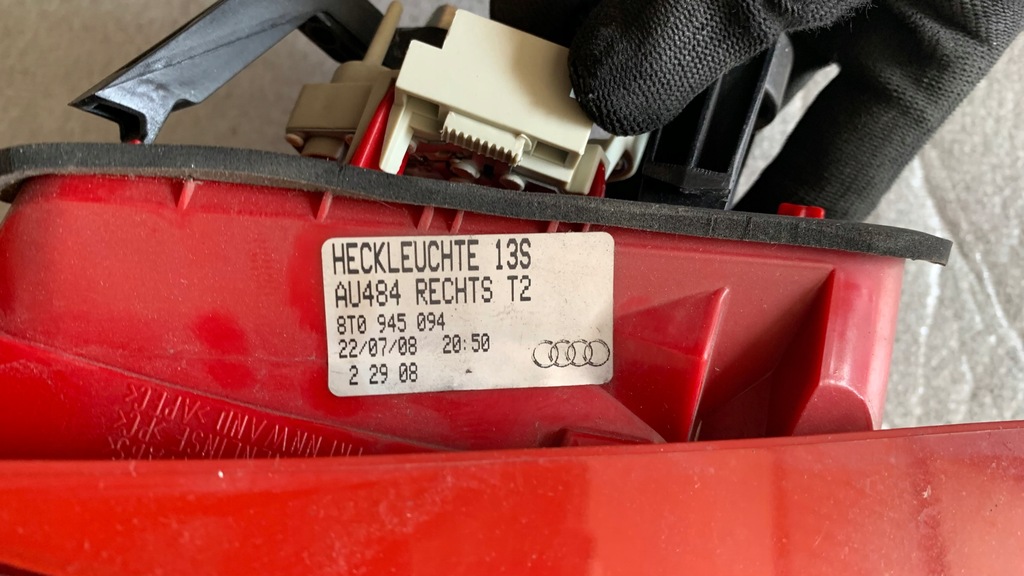 HECKLEUCHTE 13S
AU484 RECHTS T2
8T0 945 094
22/07/08 20:50
2 29 08